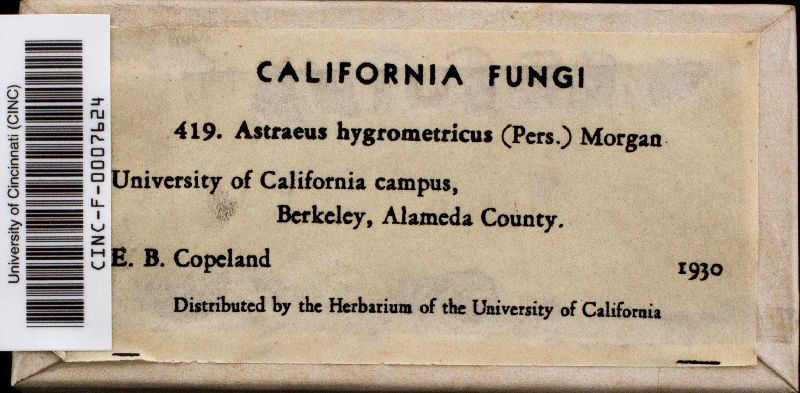 CALIFORNIA FUNGI
419. Astraeus hygrometricus (Pers.) Morgan
University of California campus,
Berkeley, Alameda County.
E. B. Copeland
1930
Distributed by the Herbarium of the University of California
University of Cincinnati (CINC)
CINC-F-0007624